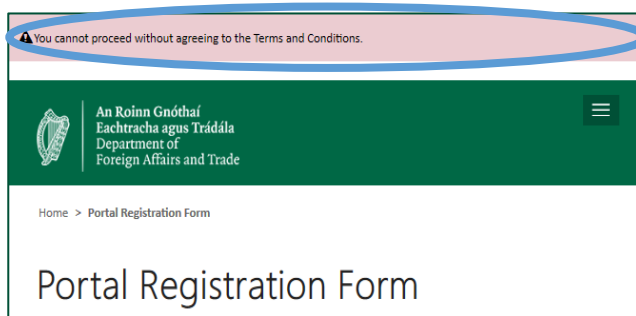 You cannot proceed without agreeing to the Terms and Conditions.
An Roinn Gnóthaí
Eachtracha agus Trádála
Department of
Foreign Affairs and Trade
Home > Portal Registration Form
Portal Registration Form